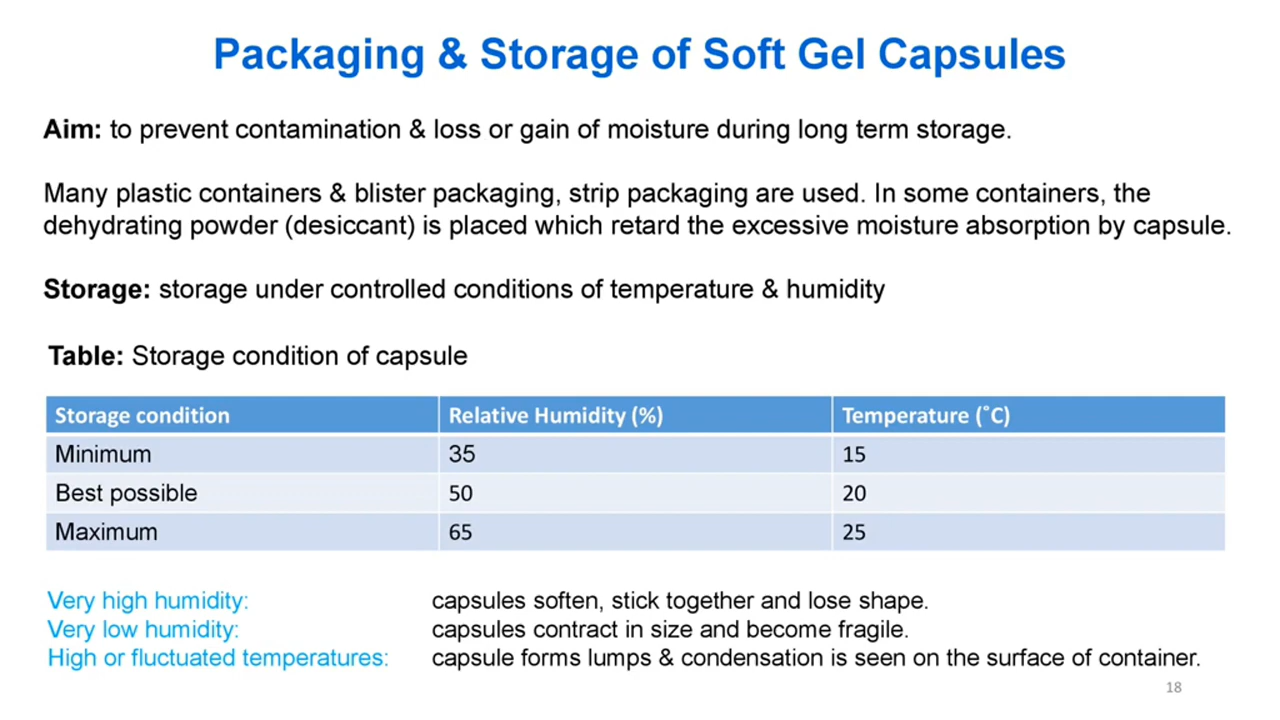 Packaging & Storage of Soft Gel Capsules
Aim: to prevent contamination & loss or gain of moisture during long term storage.
Many plastic containers & blister packaging, strip packaging are used. In some containers, the
dehydrating powder (desiccant) is placed which retard the excessive moisture absorption by capsule.
Storage: storage under controlled conditions of temperature & humidity
Table: Storage condition of capsule
Storage condition Relative Humidity (%) Temperature (˚C)
Minimum 35 15
Best possible 50 20
Maximum 65 25
Very high humidity: capsules soften, stick together and lose shape.
Very low humidity: capsules contract in size and become fragile.
High or fluctuated temperatures: capsule forms lumps & condensation is seen on the surface of container.
18